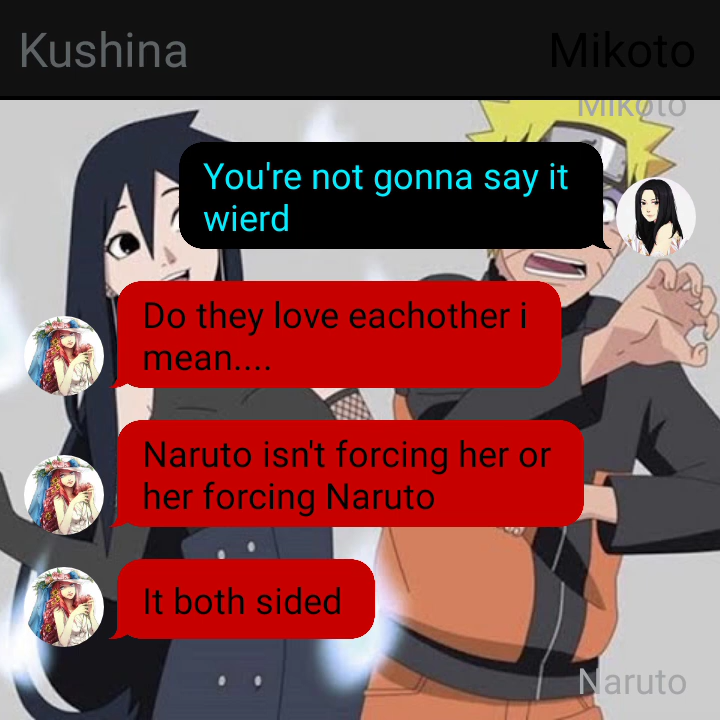 Kushina
Mikoto
Mikoto
You're not gonna say it
wierd
Do they love eachother i
mean....
Naruto isn't forcing her or
her forcing Naruto
It both sided
Naruto